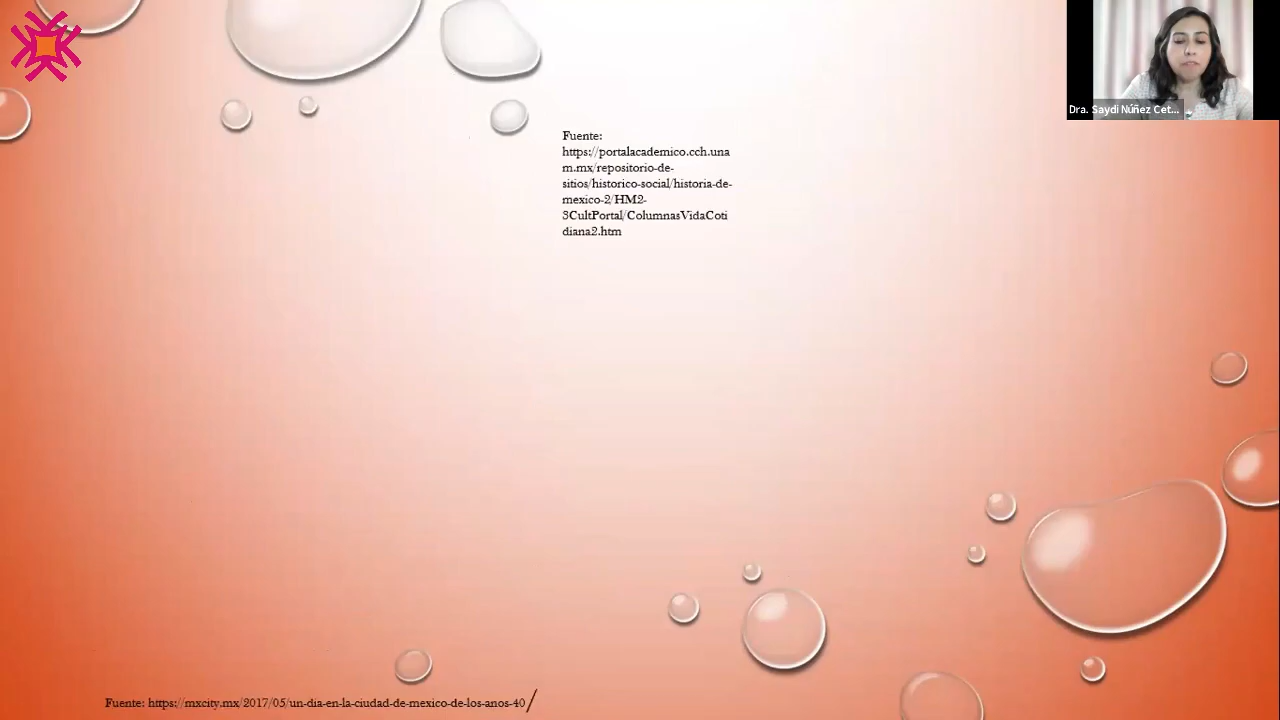 Dra. Saydi Núñez Cet...
Fuente:
https://portalacademico.cch.una
m.mx/repositorio-de-
sitios/historico-social/historia-de-
mexico-2/HM2-
3CultPortal/ColumnasVidaCoti
diana2.htm
Fuente: https://mxcity.mx/2017/05/un-dia-en-la-ciudad-de-mexico-de-los-anos-40/